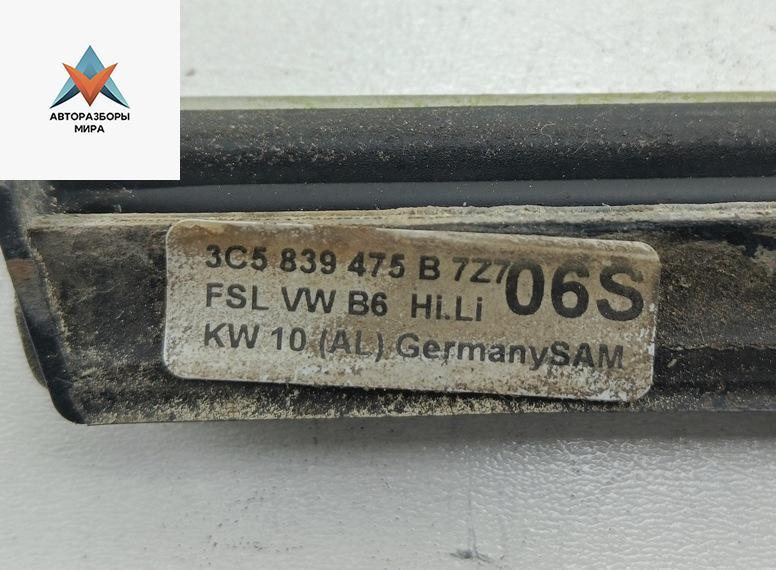 АВТОРАЗБОРЫ
МИРА
3C5 839 475 B 7Z7 06S
FSL VW B6 Hi.Li
KW 10 (AL) GermanySAM